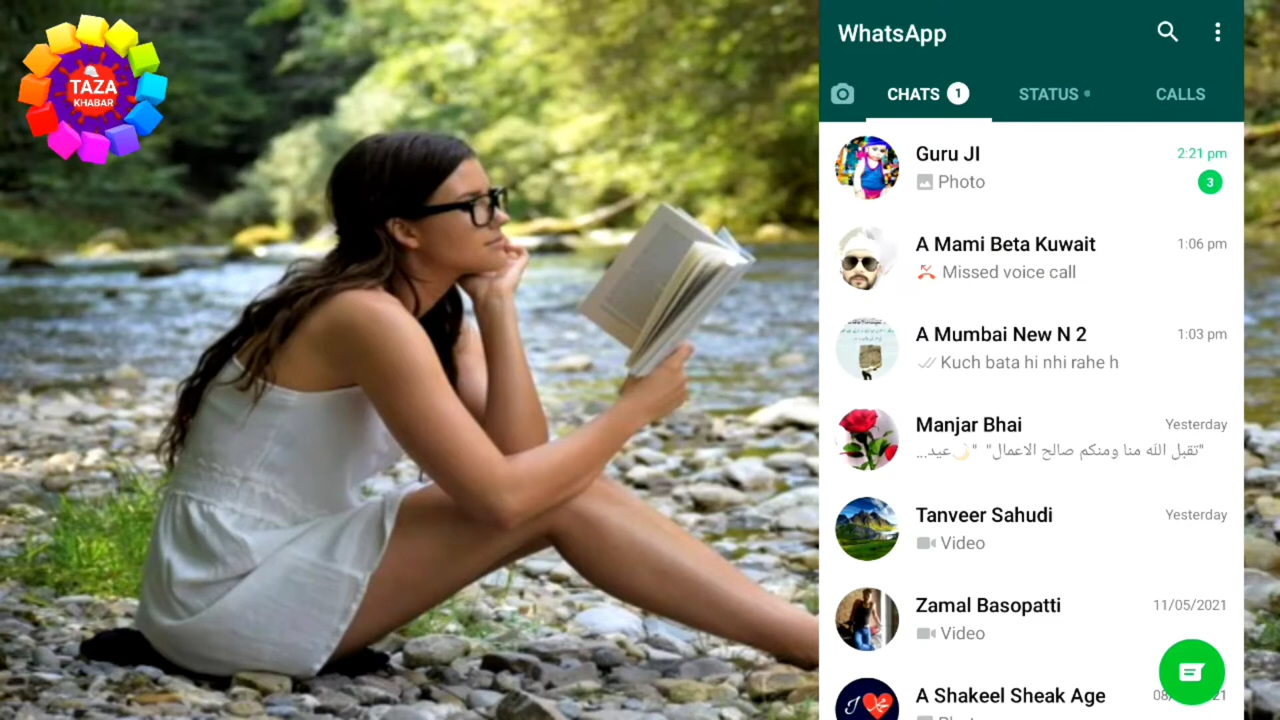 TAZA
KHABAR
WhatsApp
CHATS 1
STATUS
CALLS
Guru JI
2:21 pm
Photo
3
A Mami Beta Kuwait
1:06 pm
Missed voice call
A Mumbai New N 2
1:03 pm
Kuch bata hi nhi rahe h
Manjar Bhai
Yesterday
"تقبل الله منا ومنكم صالح الاعمال" "🌙عيد...
Tanveer Sahudi
Yesterday
Video
Zamal Basopatti
11/05/2021
Video
A Shakeel Sheak Age
I